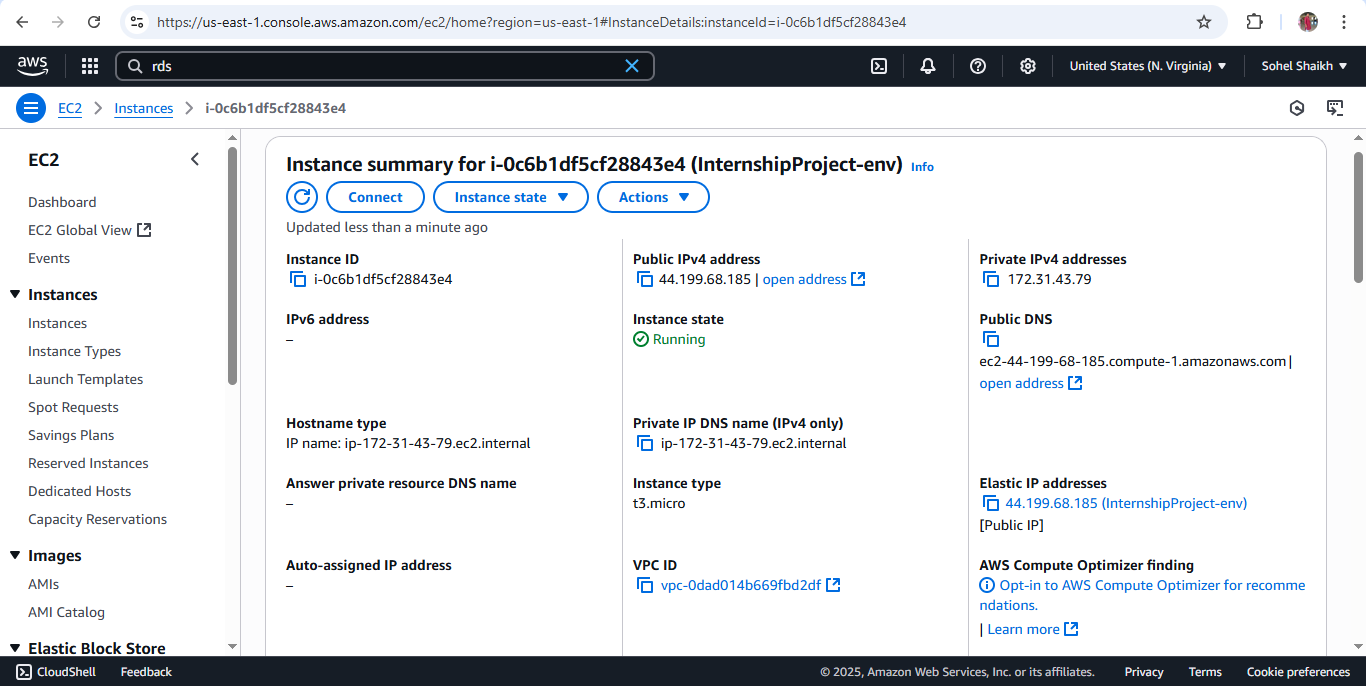 https://us-east-1.console.aws.amazon.com/ec2/home?region=us-east-1#InstanceDetails:instanceId=i-0c6b1df5cf28843e4
aws
rds
United States (N. Virginia)
Sohel Shaikh
EC2
Instances
i-0c6b1df5cf28843e4
EC2
Dashboard
EC2 Global View
Events
Instances
Instances
Instance Types
Launch Templates
Spot Requests
Savings Plans
Reserved Instances
Dedicated Hosts
Capacity Reservations
Images
AMIs
AMI Catalog
Elastic Block Store
Instance summary for i-0c6b1df5cf28843e4 (InternshipProject-env) Info
Connect
Instance state
Actions
Updated less than a minute ago
Instance ID
i-0c6b1df5cf28843e4
Public IPv4 address
44.199.68.185 | open address
Private IPv4 addresses
172.31.43.79
IPv6 address
–
Instance state
Running
Public DNS
ec2-44-199-68-185.compute-1.amazonaws.com |
open address
Hostname type
IP name: ip-172-31-43-79.ec2.internal
Private IP DNS name (IPv4 only)
ip-172-31-43-79.ec2.internal
Answer private resource DNS name
–
Instance type
t3.micro
Elastic IP addresses
44.199.68.185 (InternshipProject-env)
[Public IP]
Auto-assigned IP address
–
VPC ID
vpc-0dad014b669fbd2df
AWS Compute Optimizer finding
Opt-in to AWS Compute Optimizer for recomme
ndations.
| Learn more
CloudShell
Feedback
© 2025, Amazon Web Services, Inc. or its affiliates.
Privacy
Terms
Cookie preferences